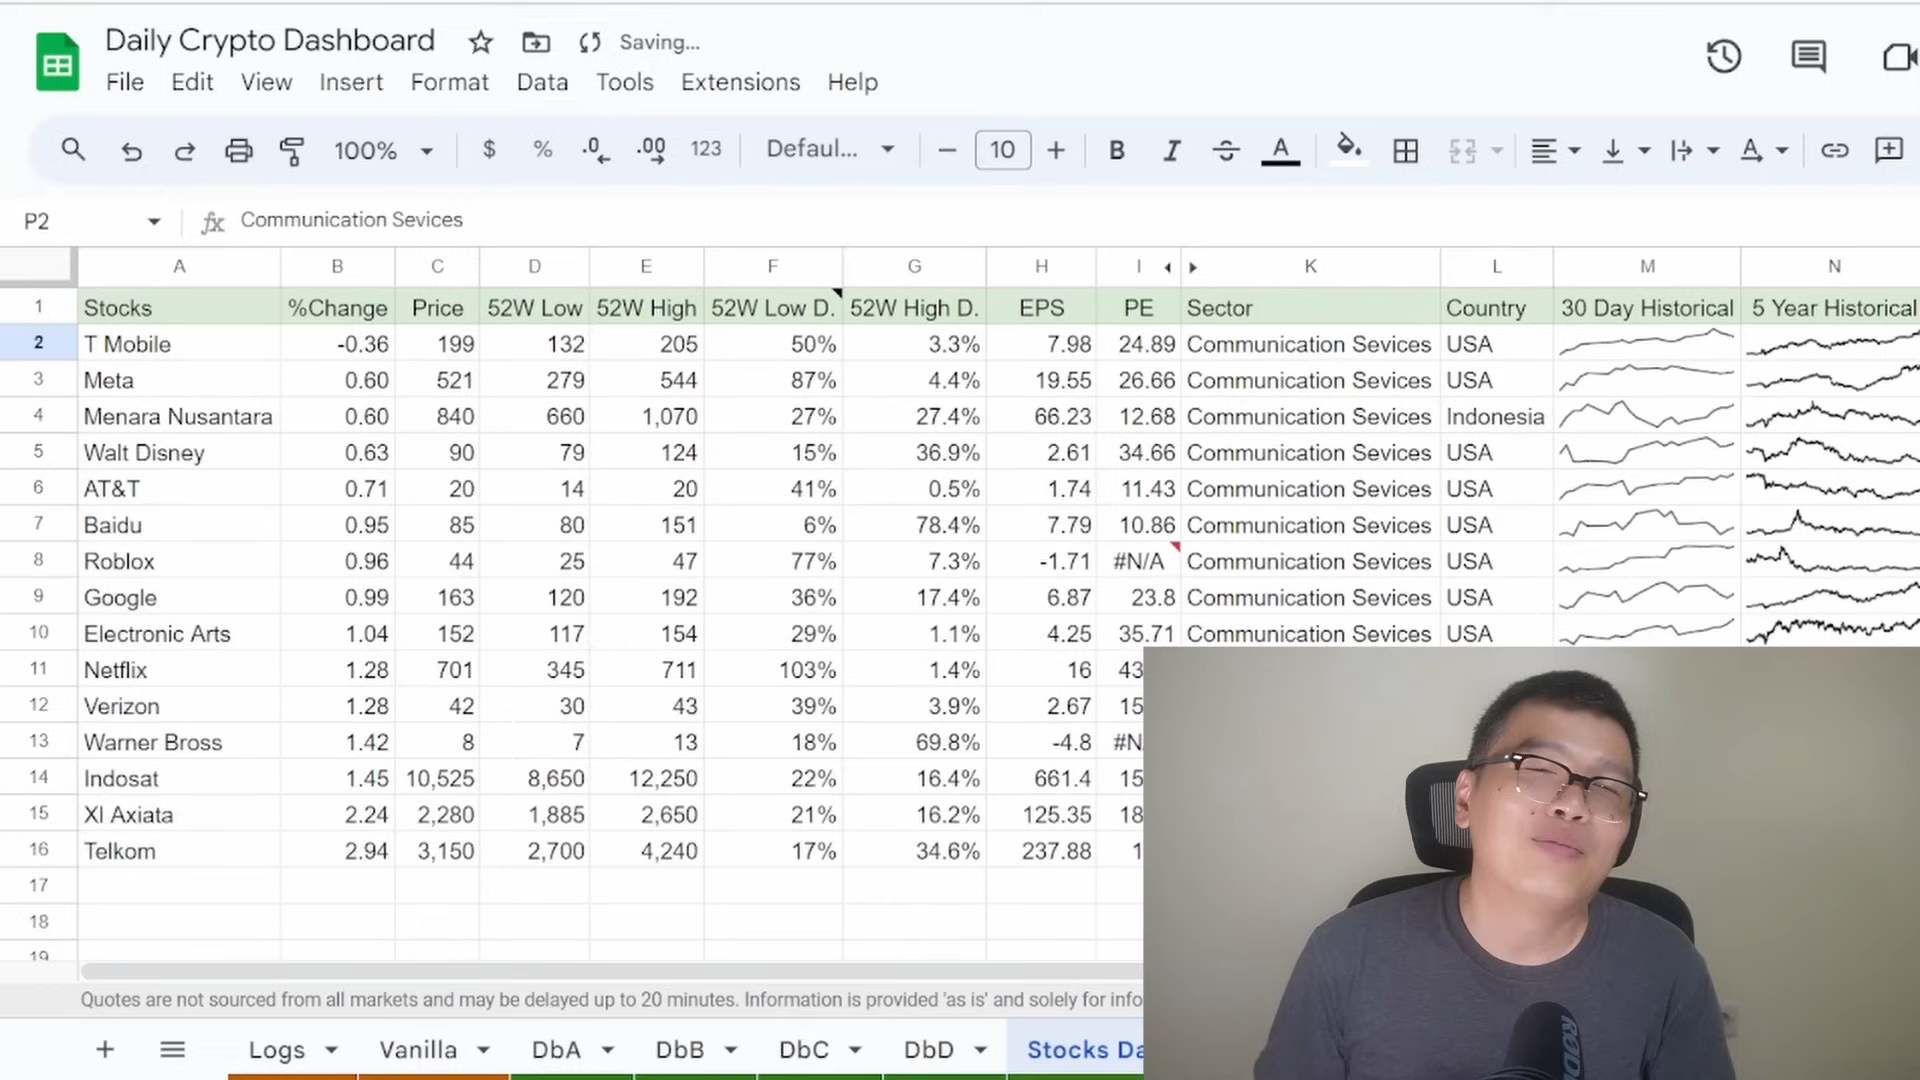 Daily Crypto Dashboard Saving...
File Edit View Insert Format Data Tools Extensions Help
100% $ % .0 .00 123 Defaul... 10 B I A
P2 fx Communication Sevices
A B C D E F G H I K L M N
1 Stocks %Change Price 52W Low 52W High 52W Low D. 52W High D. EPS PE Sector Country 30 Day Historical 5 Year Historical
2 T Mobile -0.36 199 132 205 50% 3.3% 7.98 24.89 Communication Sevices USA
3 Meta 0.60 521 279 544 87% 4.4% 19.55 26.66 Communication Sevices USA
4 Menara Nusantara 0.60 840 660 1,070 27% 27.4% 66.23 12.68 Communication Sevices Indonesia
5 Walt Disney 0.63 90 79 124 15% 36.9% 2.61 34.66 Communication Sevices USA
6 AT&T 0.71 20 14 20 41% 0.5% 1.74 11.43 Communication Sevices USA
7 Baidu 0.95 85 80 151 6% 78.4% 7.79 10.86 Communication Sevices USA
8 Roblox 0.96 44 25 47 77% 7.3% -1.71 #N/A Communication Sevices USA
9 Google 0.99 163 120 192 36% 17.4% 6.87 23.8 Communication Sevices USA
10 Electronic Arts 1.04 152 117 154 29% 1.1% 4.25 35.71 Communication Sevices USA
11 Netflix 1.28 701 345 711 103% 1.4% 16 43
12 Verizon 1.28 42 30 43 39% 3.9% 2.67 15
13 Warner Bross 1.42 8 7 13 18% 69.8% -4.8 #N
14 Indosat 1.45 10,525 8,650 12,250 22% 16.4% 661.4 15
15 Xl Axiata 2.24 2,280 1,885 2,650 21% 16.2% 125.35 18
16 Telkom 2.94 3,150 2,700 4,240 17% 34.6% 237.88 1
17
18
19
Quotes are not sourced from all markets and may be delayed up to 20 minutes. Information is provided 'as is' and solely for info
Logs Vanilla DbA DbB DbC DbD Stocks Da